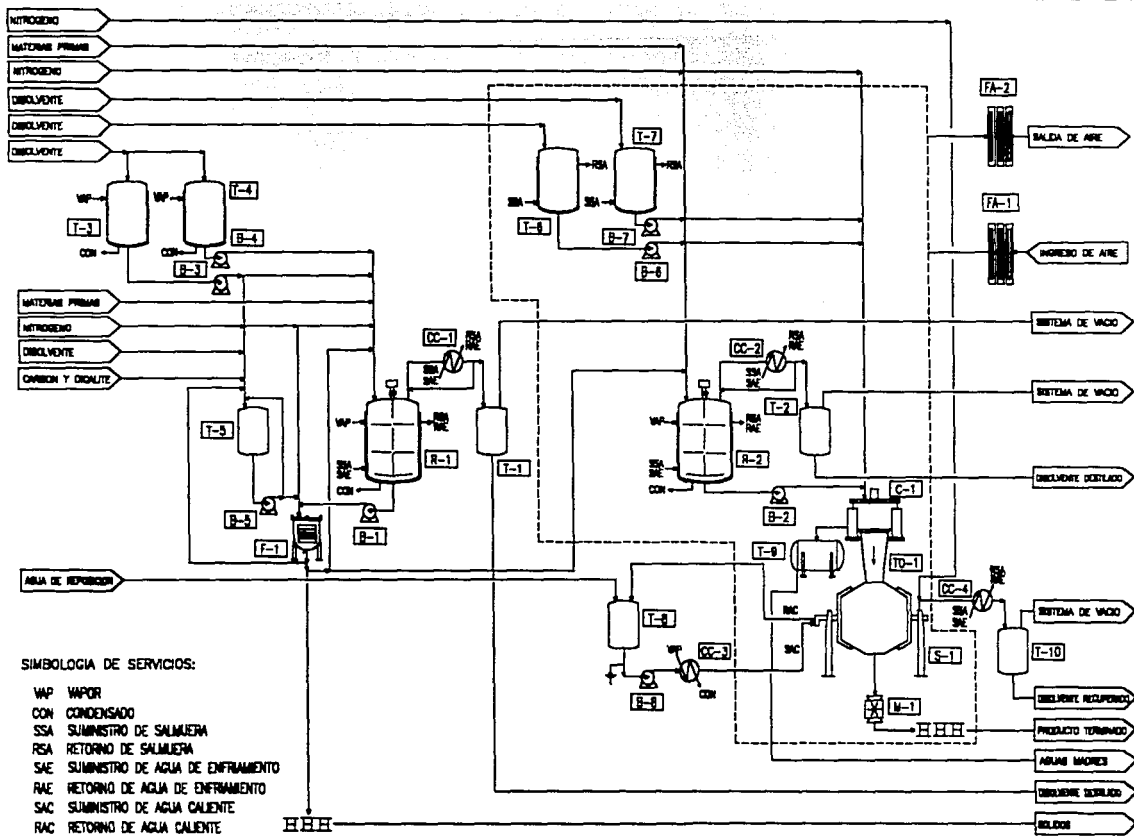 NITROGENO
MATERIAS PRIMAS
NITROGENO
DISOLVENTE
DISOLVENTE
DISOLVENTE
FA-2
SALIDA DE AIRE
FA-1
INGRESO DE AIRE
T-7
RSA
RSA
SSA
SSA
T-6
B-7
B-6
T-4
VAP
VAP
T-3
CON
CON
B-4
B-3
MATERIAS PRIMAS
NITROGENO
DISOLVENTE
CARBON Y DICALITE
CC-1
RSA
RAE
SSA
SAE
VAP
RSA
RAE
SSA
SAE
CON
R-1
T-1
T-5
B-5
B-1
F-1
CC-2
RSA
RAE
SSA
SAE
T-2
VAP
RSA
RAE
SSA
SAE
CON
R-2
B-2
SISTEMA DE VACIO
SISTEMA DE VACIO
DISOLVENTE DESTILADO
C-1
T-9
TO-1
CC-4
SSA
SAE
AGUA DE REPOSICION
T-8
RAC
SAC
VAP
CC-3
CON
B-8
S-1
M-1
T-10
SISTEMA DE VACIO
DISOLVENTE RECUPERADO
PRODUCTO TERMINADO
AGUAS MADRES
DISOLVENTE DESTILADO
SOLIDOS
SIMBOLOGIA DE SERVICIOS:
VAP VAPOR
CON CONDENSADO
SSA SUMINISTRO DE SALMUERA
RSA RETORNO DE SALMUERA
SAE SUMINISTRO DE AGUA DE ENFRIAMIENTO
RAE RETORNO DE AGUA DE ENFRIAMIENTO
SAC SUMINISTRO DE AGUA CALIENTE
RAC RETORNO DE AGUA CALIENTE